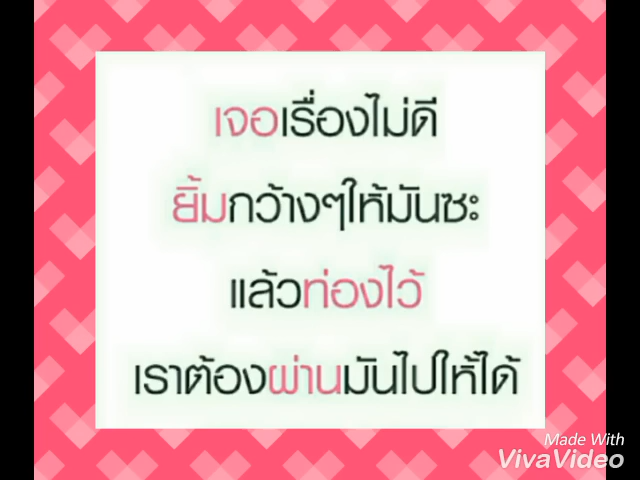 เจอเรื่องไม่ดี
ยิ้มกว้างๆให้มันซะ
แล้วท่องไว้
เราต้องผ่านมันไปให้ได้
Made With
VivaVideo